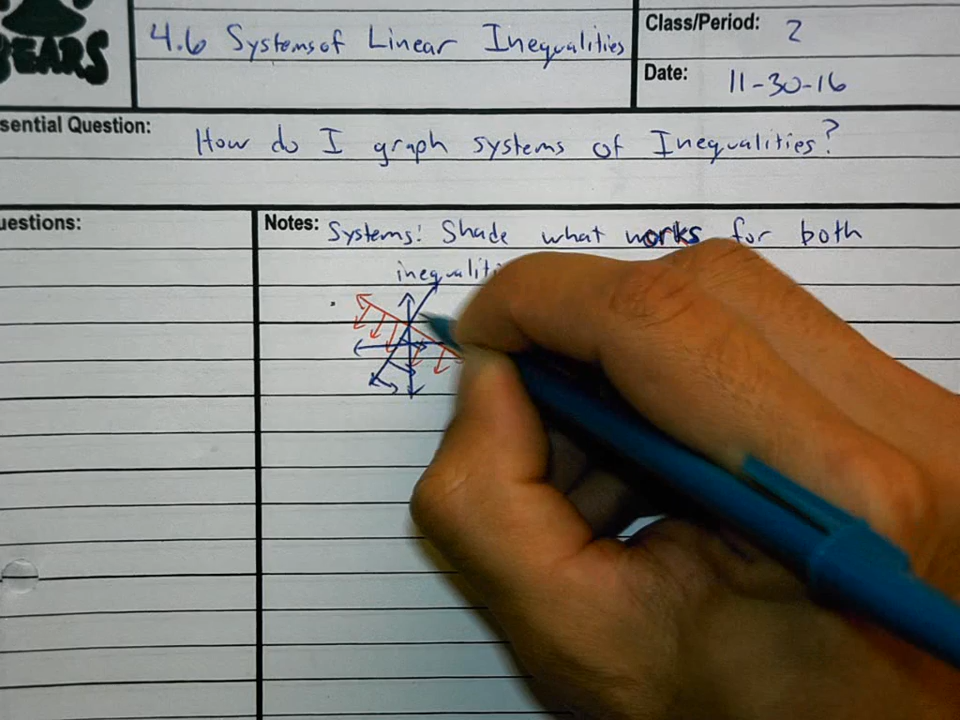 BEARS
4.6 Systems of Linear Inequalities
Class/Period: 2
Date: 11-30-16
sential Question: How do I graph systems of Inequalities?
uestions:
Notes: Systems: Shade what works for both
inequaliti